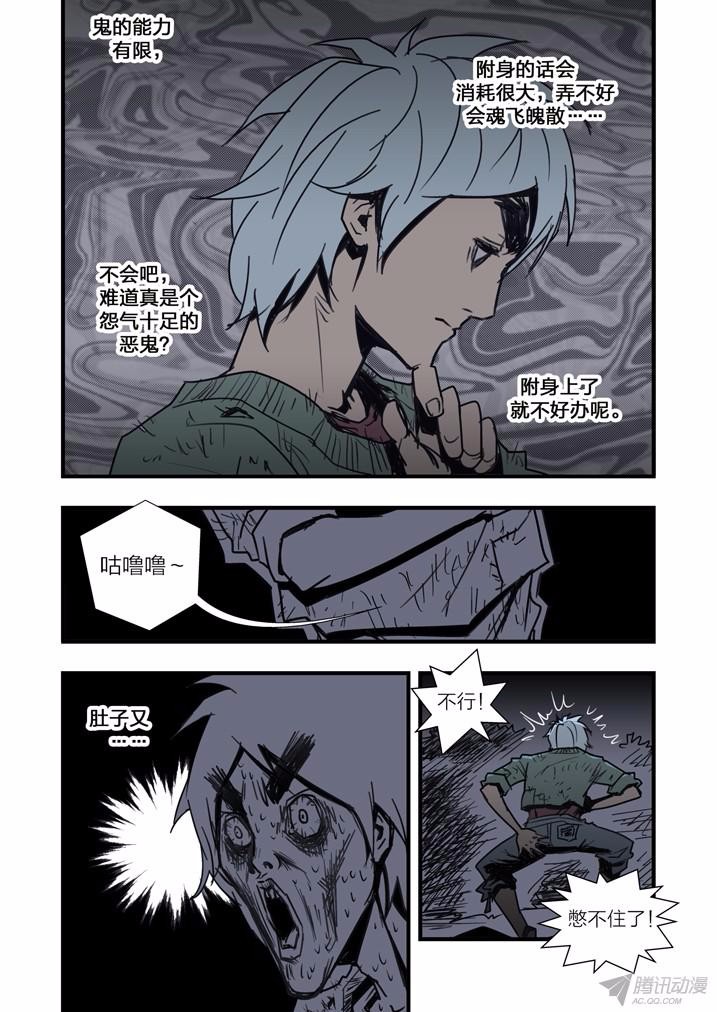 鬼的能力
有限，
附身的话会
消耗很大，弄不好
会魂飞魄散……
不会吧，
难道真是个
怨气十足的
恶鬼？
附身上了
就不好办呢。
咕噜噜～
肚子又
……
不行！
憋不住了！
腾讯动漫
AC.QQ.COM